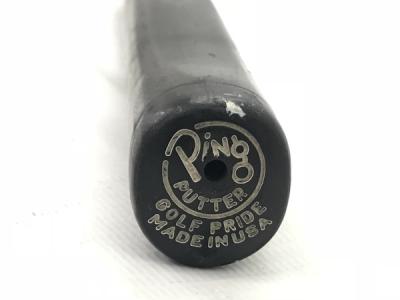 PING
PUTTER
GOLF PRIDE
MADE IN USA